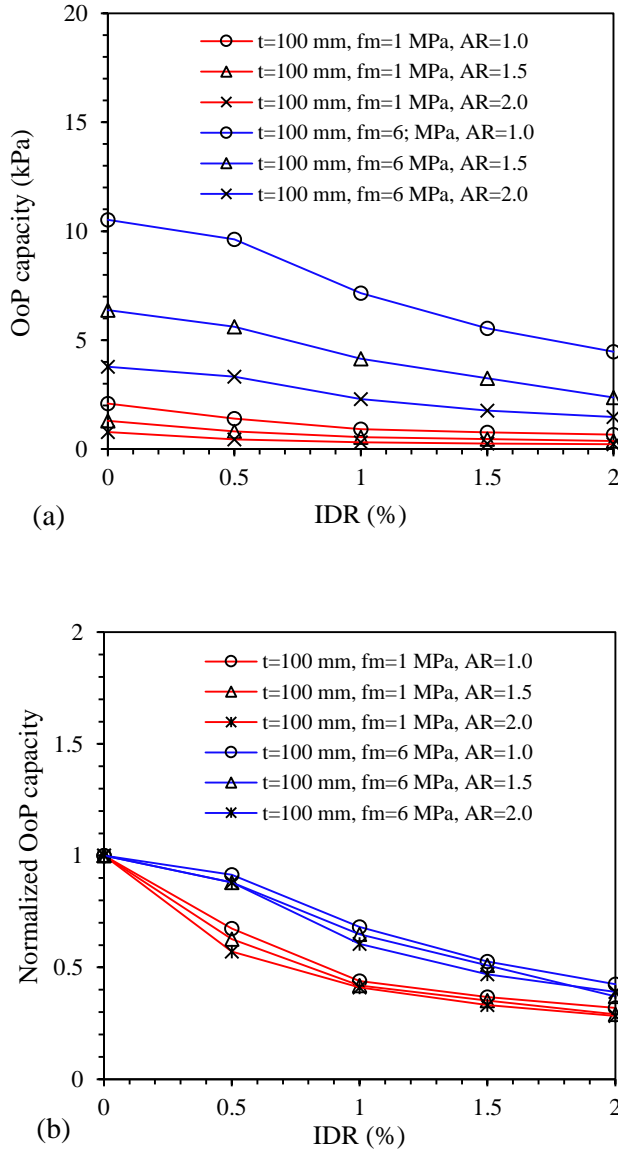 20
15
10
5
0
OoP capacity (kPa)
t=100 mm, fm=1 MPa, AR=1.0
t=100 mm, fm=1 MPa, AR=1.5
t=100 mm, fm=1 MPa, AR=2.0
t=100 mm, fm=6; MPa, AR=1.0
t=100 mm, fm=6 MPa, AR=1.5
t=100 mm, fm=6 MPa, AR=2.0
0 0.5 1 1.5 2
IDR (%)
(a)
2
1.5
1
0.5
0
Normalized OoP capacity
t=100 mm, fm=1 MPa, AR=1.0
t=100 mm, fm=1 MPa, AR=1.5
t=100 mm, fm=1 MPa, AR=2.0
t=100 mm, fm=6 MPa, AR=1.0
t=100 mm, fm=6 MPa, AR=1.5
t=100 mm, fm=6 MPa, AR=2.0
0 0.5 1 1.5 2
IDR (%)
(b)